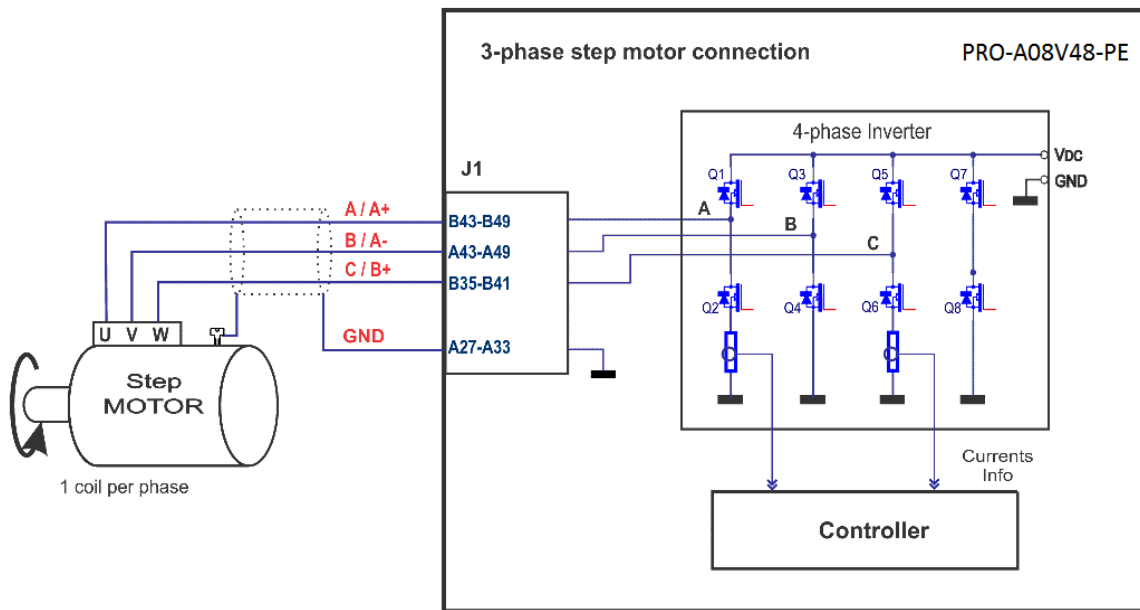 3-phase step motor connection
PRO-A08V48-PE
4-phase Inverter
VDC
GND
J1
Q1
Q3
Q5
Q7
A / A+
B43-B49
A
B / A-
A43-A49
B
C / B+
B35-B41
C
Q2
Q4
Q6
Q8
U V W
GND
A27-A33
Step
MOTOR
1 coil per phase
Currents
Info
Controller